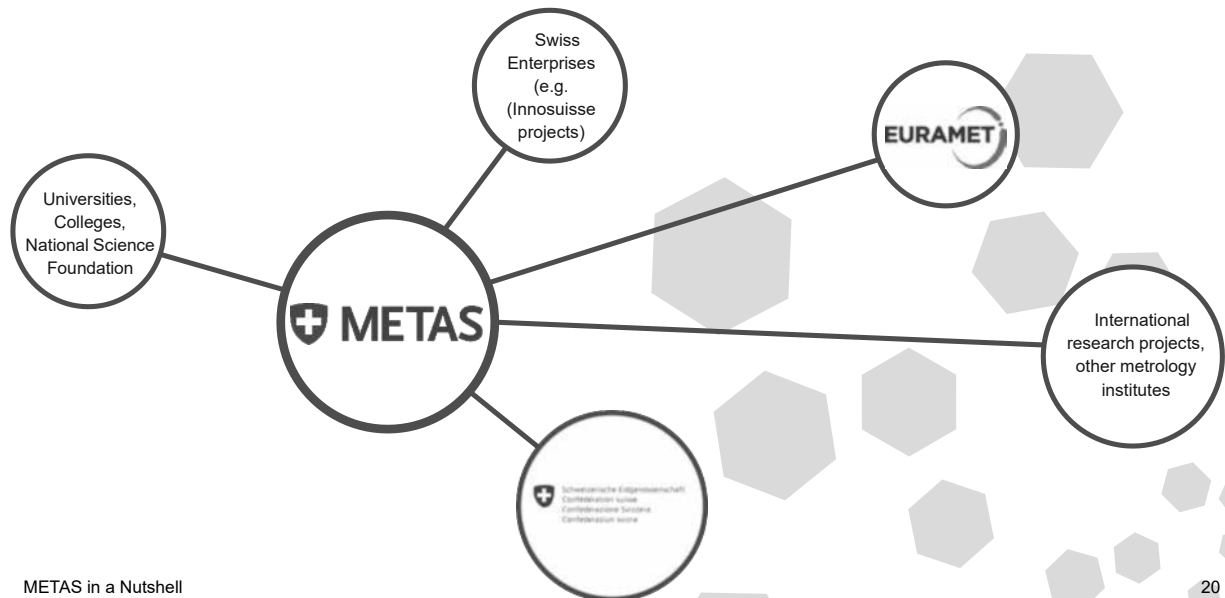 Swiss
Enterprises
(e.g.
(Innosuisse
projects)
EURAMET
Universities,
Colleges,
National Science
Foundation
METAS
International
research projects,
other metrology
institutes
Schweizerische Eidgenossenschaft
Confédération suisse
Confederazione Svizzera
Confederaziun svizra
METAS in a Nutshell
20